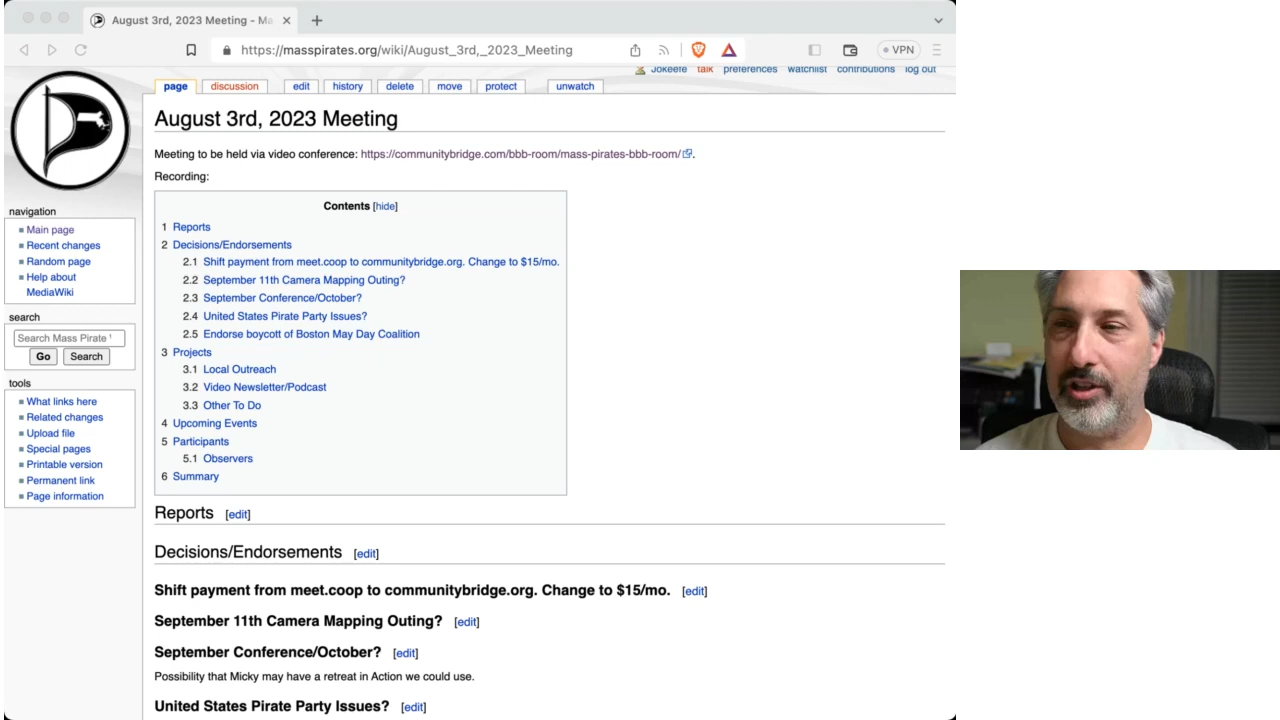 August 3rd, 2023 Meeting - Ma
https://masspirates.org/wiki/August_3rd,_2023_Meeting
VPN
Jokeefe talk preferences watchlist contributions log out
page discussion edit history delete move protect unwatch
August 3rd, 2023 Meeting
Meeting to be held via video conference: https://communitybridge.com/bbb-room/mass-pirates-bbb-room/.
Recording:
Contents [hide]
1 Reports
2 Decisions/Endorsements
2.1 Shift payment from meet.coop to communitybridge.org. Change to $15/mo.
2.2 September 11th Camera Mapping Outing?
2.3 September Conference/October?
2.4 United States Pirate Party Issues?
2.5 Endorse boycott of Boston May Day Coalition
3 Projects
3.1 Local Outreach
3.2 Video Newsletter/Podcast
3.3 Other To Do
4 Upcoming Events
5 Participants
5.1 Observers
6 Summary
navigation
Main page
Recent changes
Random page
Help about
MediaWiki
search
Search Mass Pirate
Go Search
tools
What links here
Related changes
Upload file
Special pages
Printable version
Permanent link
Page information
Reports [edit]
Decisions/Endorsements [edit]
Shift payment from meet.coop to communitybridge.org. Change to $15/mo. [edit]
September 11th Camera Mapping Outing? [edit]
September Conference/October? [edit]
Possibility that Micky may have a retreat in Action we could use.
United States Pirate Party Issues? [edit]